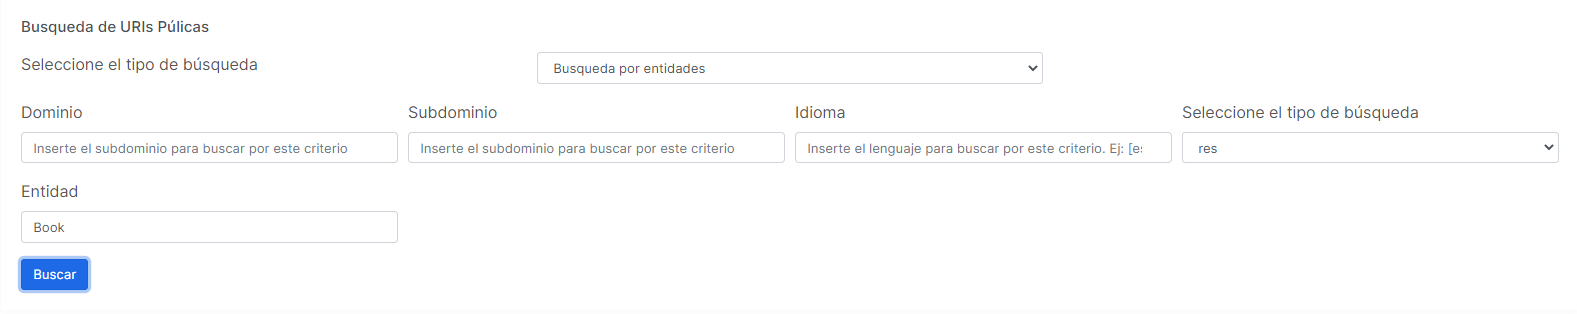 Busqueda de URIs Púlicas
Seleccione el tipo de búsqueda
Busqueda por entidades
Dominio Subdominio Idioma Seleccione el tipo de búsqueda
Inserte el subdominio para buscar por este criterio Inserte el subdominio para buscar por este criterio Inserte el lenguaje para buscar por este criterio. Ej: [es res
Entidad
Book
Buscar